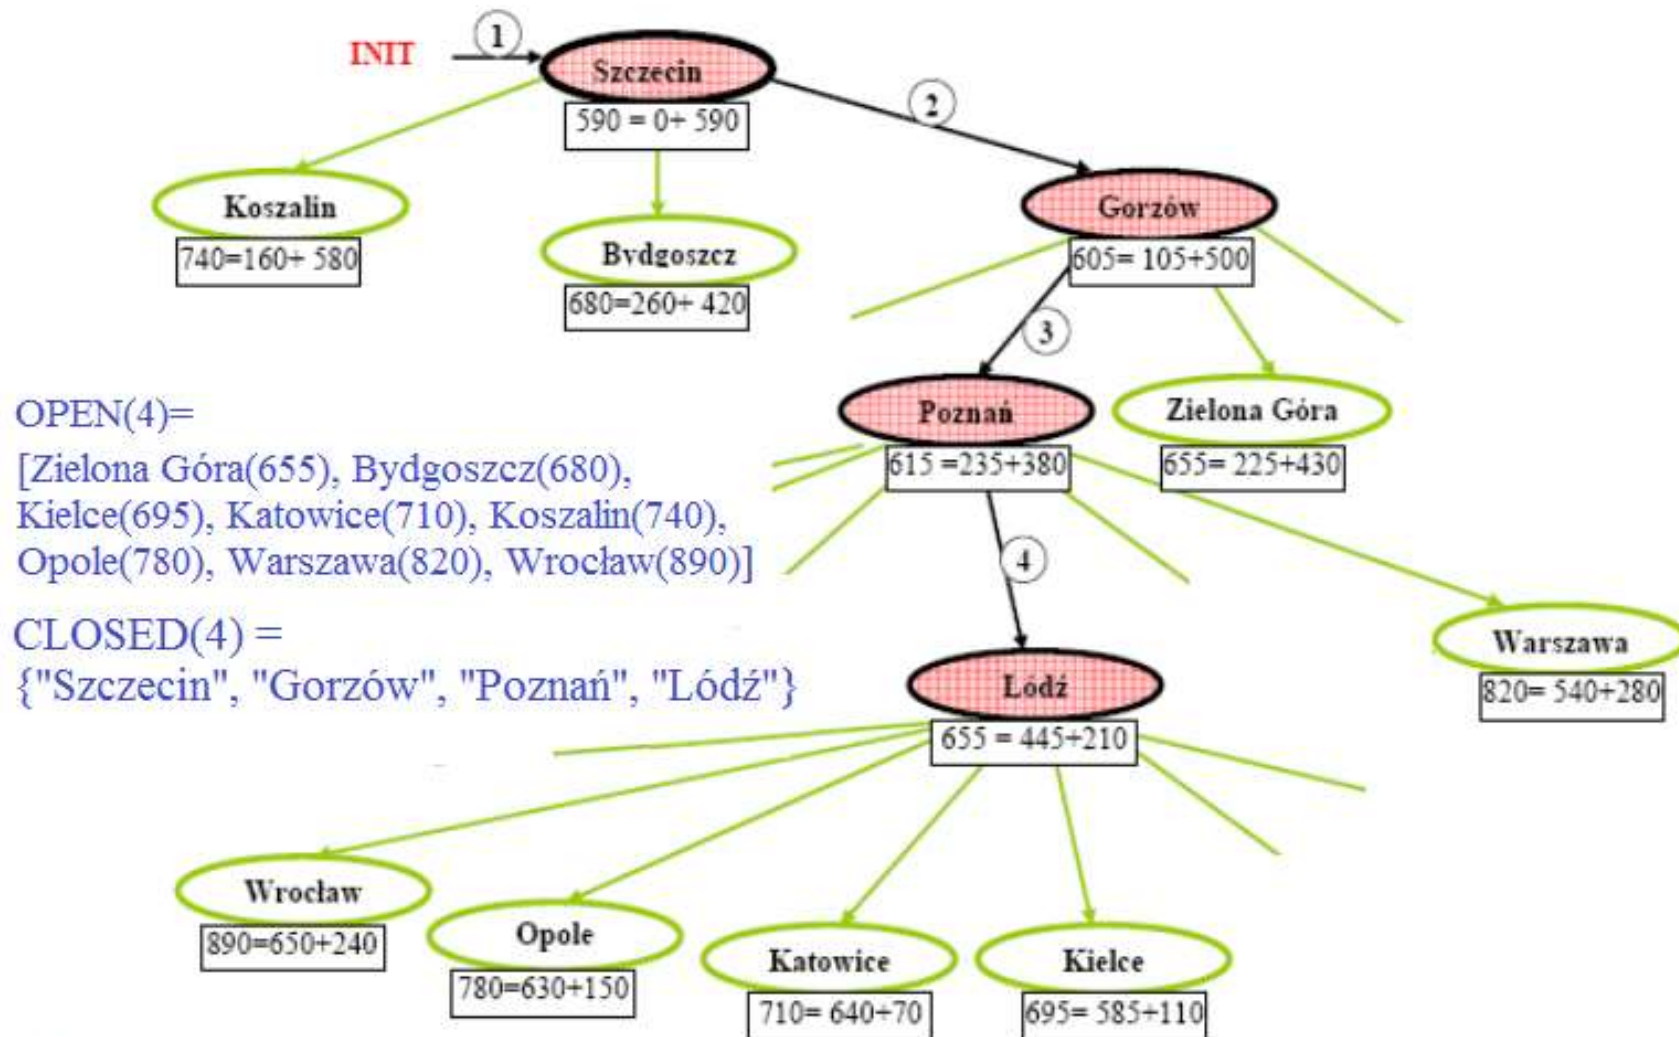 INIT
1
Szczecin
590 = 0+ 590
2
Koszalin
740=160+ 580
Bydgoszcz
680=260+ 420
Gorzów
605= 105+500
3
Poznań
615 =235+380
Zielona Góra
655= 225+430
OPEN(4)=
[Zielona Góra(655), Bydgoszcz(680),
Kielce(695), Katowice(710), Koszalin(740),
Opole(780), Warszawa(820), Wrocław(890)]
4
CLOSED(4) =
{"Szczecin", "Gorzów", "Poznań", "Lódź"}
Warszawa
820= 540+280
Lódź
655 = 445+210
Wrocław
890=650+240
Opole
780=630+150
Katowice
710= 640+70
Kielce
695= 585+110